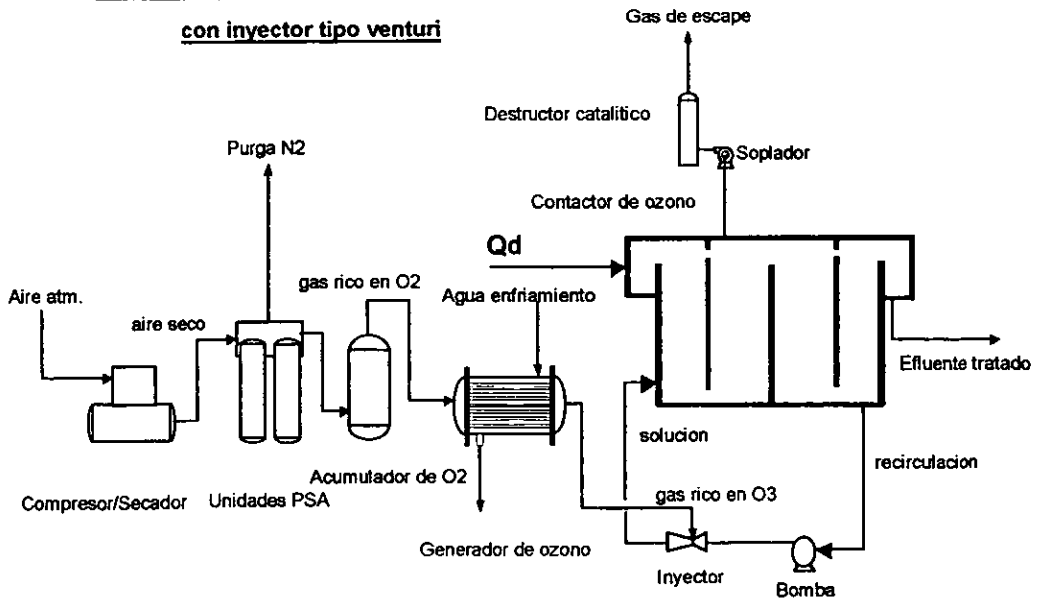 con inyector tipo venturi
Gas de escape
Destructor catalitico
Soplador
Purga N2
Contactor de ozono
Qd
gas rico en O2
Agua enfriamiento
Aire atm.
aire seco
Efluente tratado
solucion
recirculacion
Acumutador de O2
gas rico en O3
Compresor/Secador
Unidades PSA
Generador de ozono
Inyector
Bomba